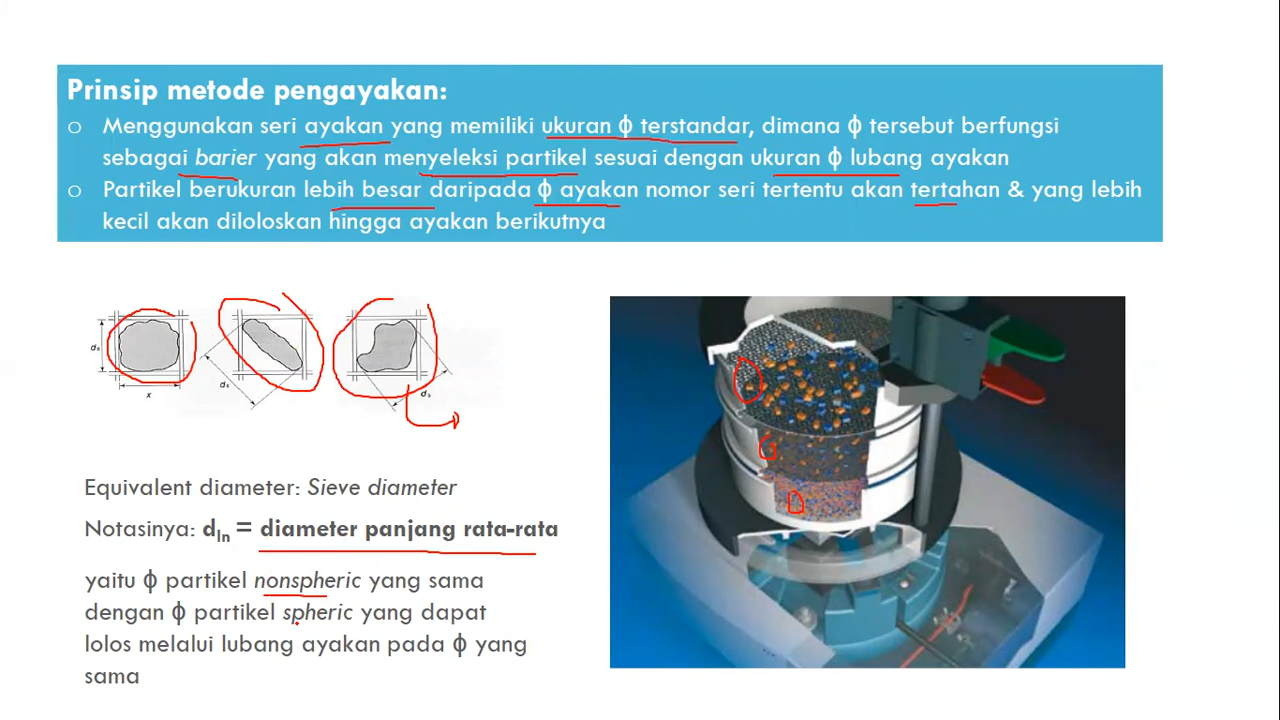 Prinsip metode pengayakan:
o Menggunakan seri ayakan yang memiliki ukuran ϕ terstandar, dimana ϕ tersebut berfungsi
sebagai barier yang akan menyeleksi partikel sesuai dengan ukuran ϕ lubang ayakan
o Partikel berukuran lebih besar daripada ϕ ayakan nomor seri tertentu akan tertahan & yang lebih
kecil akan diloloskan hingga ayakan berikutnya
x
Equivalent diameter: Sieve diameter
Notasinya: dln = diameter panjang rata-rata
yaitu ϕ partikel nonspheric yang sama
dengan ϕ partikel spheric yang dapat
lolos melalui lubang ayakan pada ϕ yang
sama